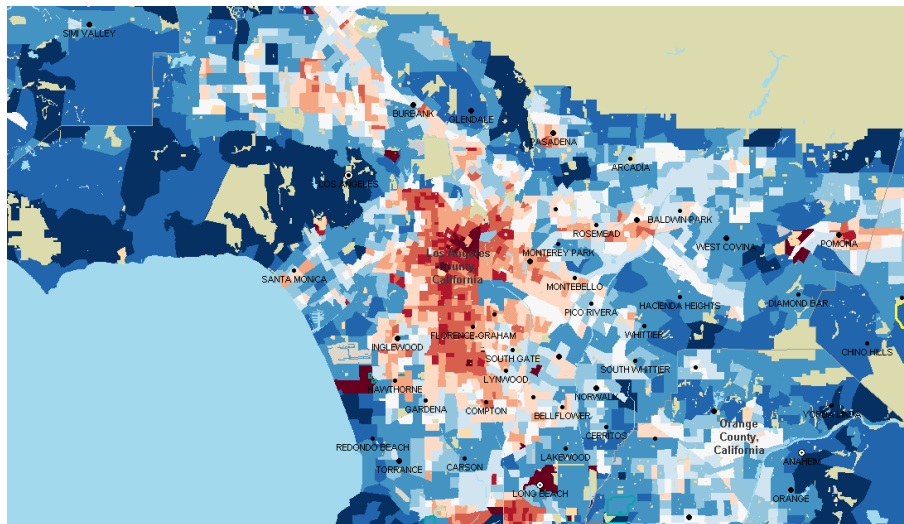 SIMI VALLEY
BURBANK
GLENDALE
PASADENA
ARCADIA
LOS ANGELES
BALDWIN PARK
ROSEMEAD
WEST COVINA
POMONA
MONTEREY PARK
Los Angeles
County,
California
SANTA MONICA
MONTEBELLO
HACIENDA HEIGHTS
DIAMOND BAR
PICO RIVERA
FLORENCE-GRAHAM
WHITTIER
INGLEWOOD
CHINO HILLS
SOUTH GATE
SOUTH WHITTIER
LYNWOOD
HAWTHORNE
NORWALK
GARDENA
COMPTON
BELLFLOWER
YORBA LINDA
Orange
County,
California
CERRITOS
REDONDO BEACH
LAKEWOOD
ANAHEIM
TORRANCE
CARSON
LONG BEACH
ORANGE